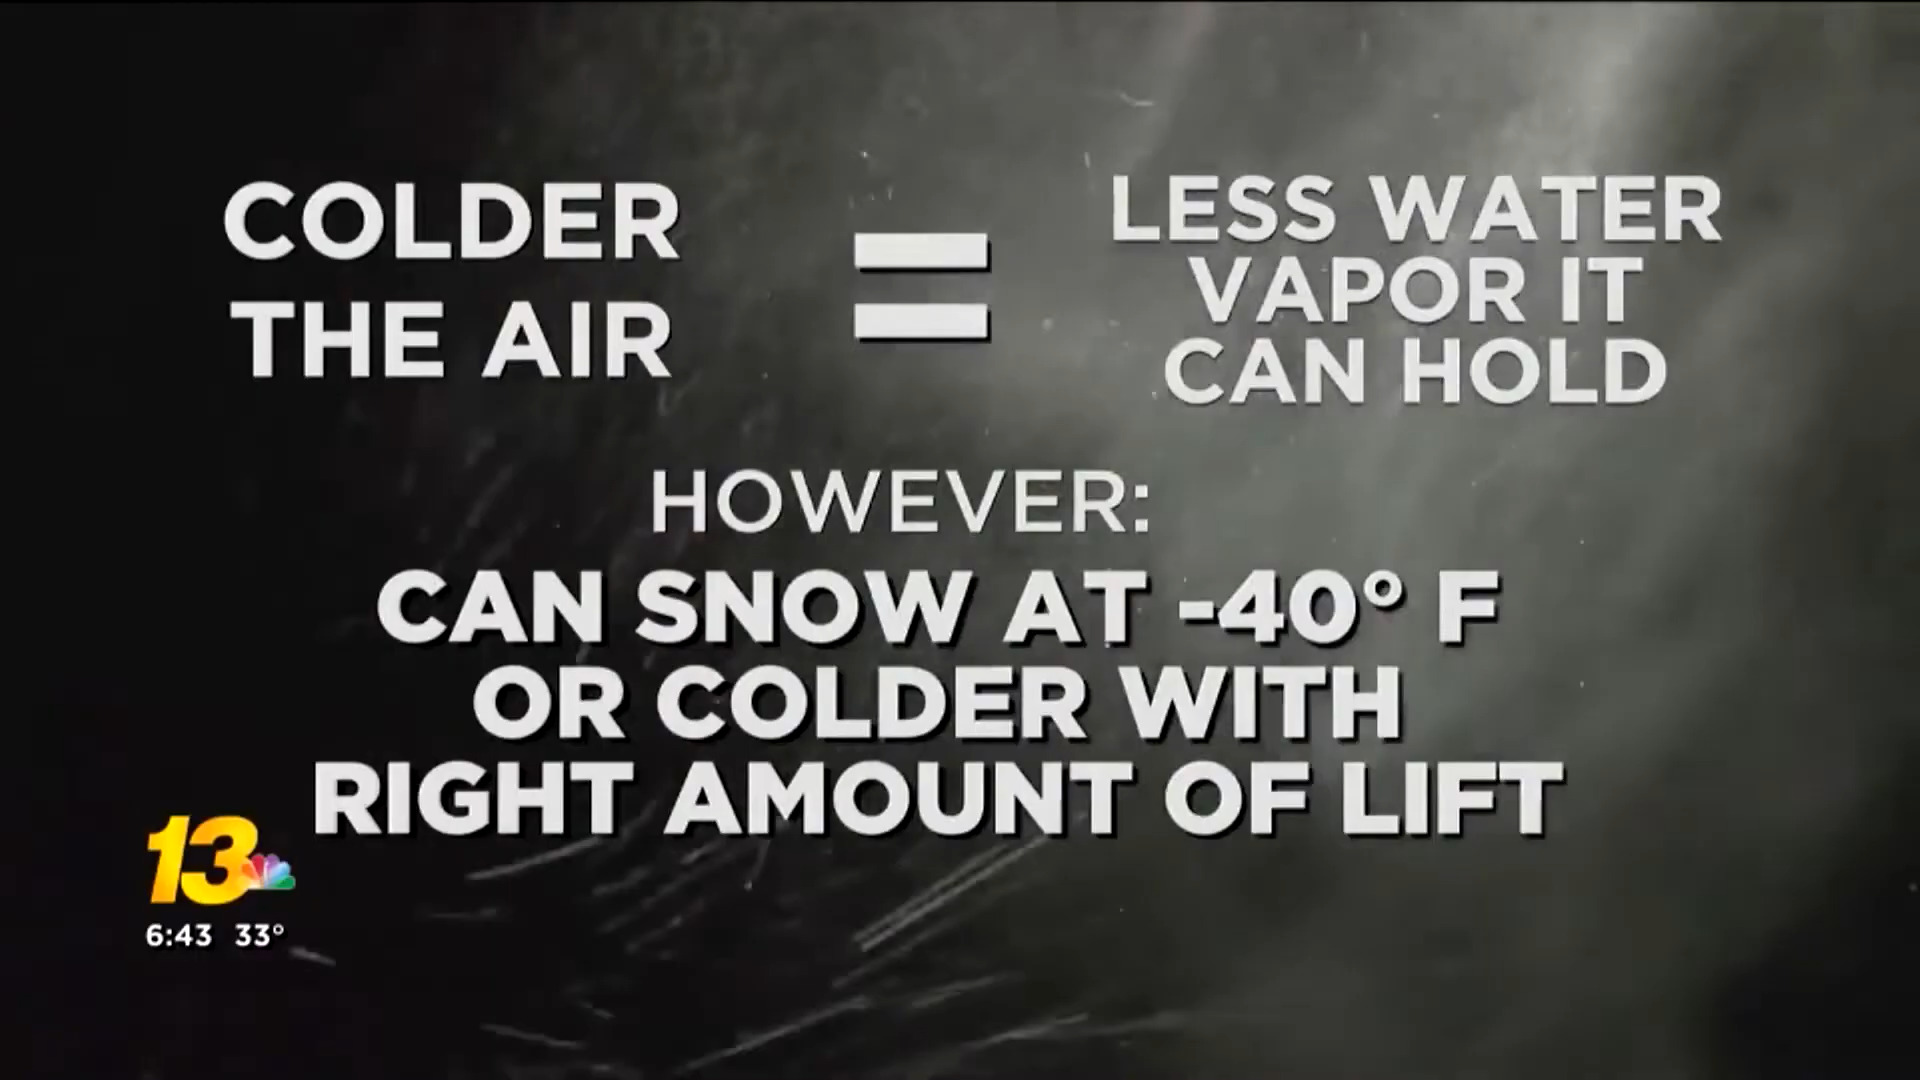 COLDER
THE AIR
=
LESS WATER
VAPOR IT
CAN HOLD
HOWEVER:
CAN SNOW AT -40° F
OR COLDER WITH
RIGHT AMOUNT OF LIFT
13
6:43 33°